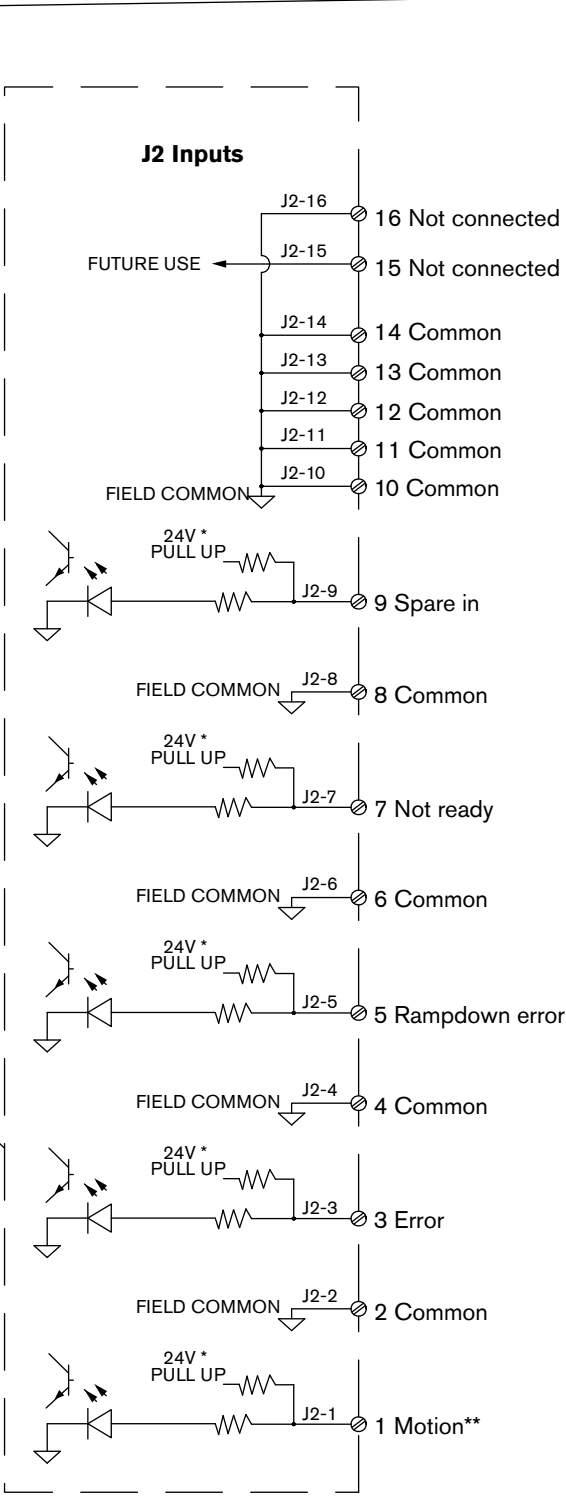 J2 Inputs
J2-16
16 Not connected
FUTURE USE
J2-15
15 Not connected
J2-14
14 Common
J2-13
13 Common
J2-12
12 Common
J2-11
11 Common
J2-10
FIELD COMMON
10 Common
24V *
PULL UP
J2-9
9 Spare in
FIELD COMMON
J2-8
8 Common
24V *
PULL UP
J2-7
7 Not ready
FIELD COMMON
J2-6
6 Common
24V *
PULL UP
J2-5
5 Rampdown error
FIELD COMMON
J2-4
4 Common
24V *
PULL UP
J2-3
3 Error
FIELD COMMON
J2-2
2 Common
24V *
PULL UP
J2-1
1 Motion**